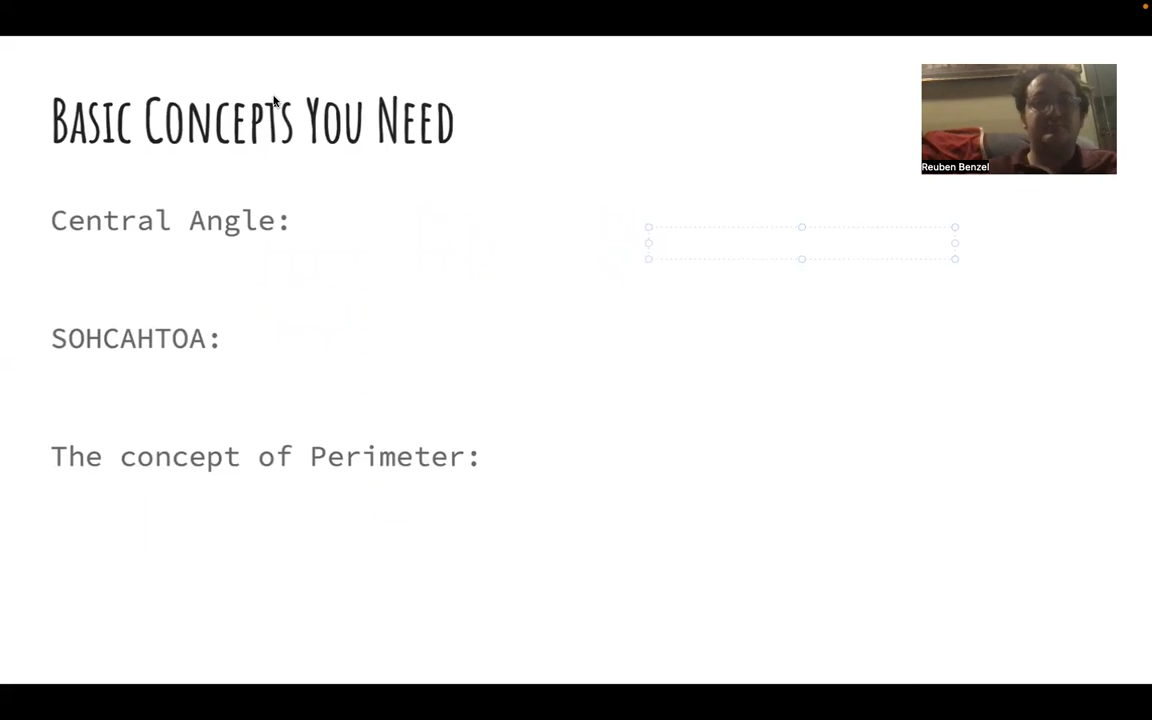 Basic Concepts You Need
Reuben Benzel
Central Angle:
SOHCAHTOA:
The concept of Perimeter: